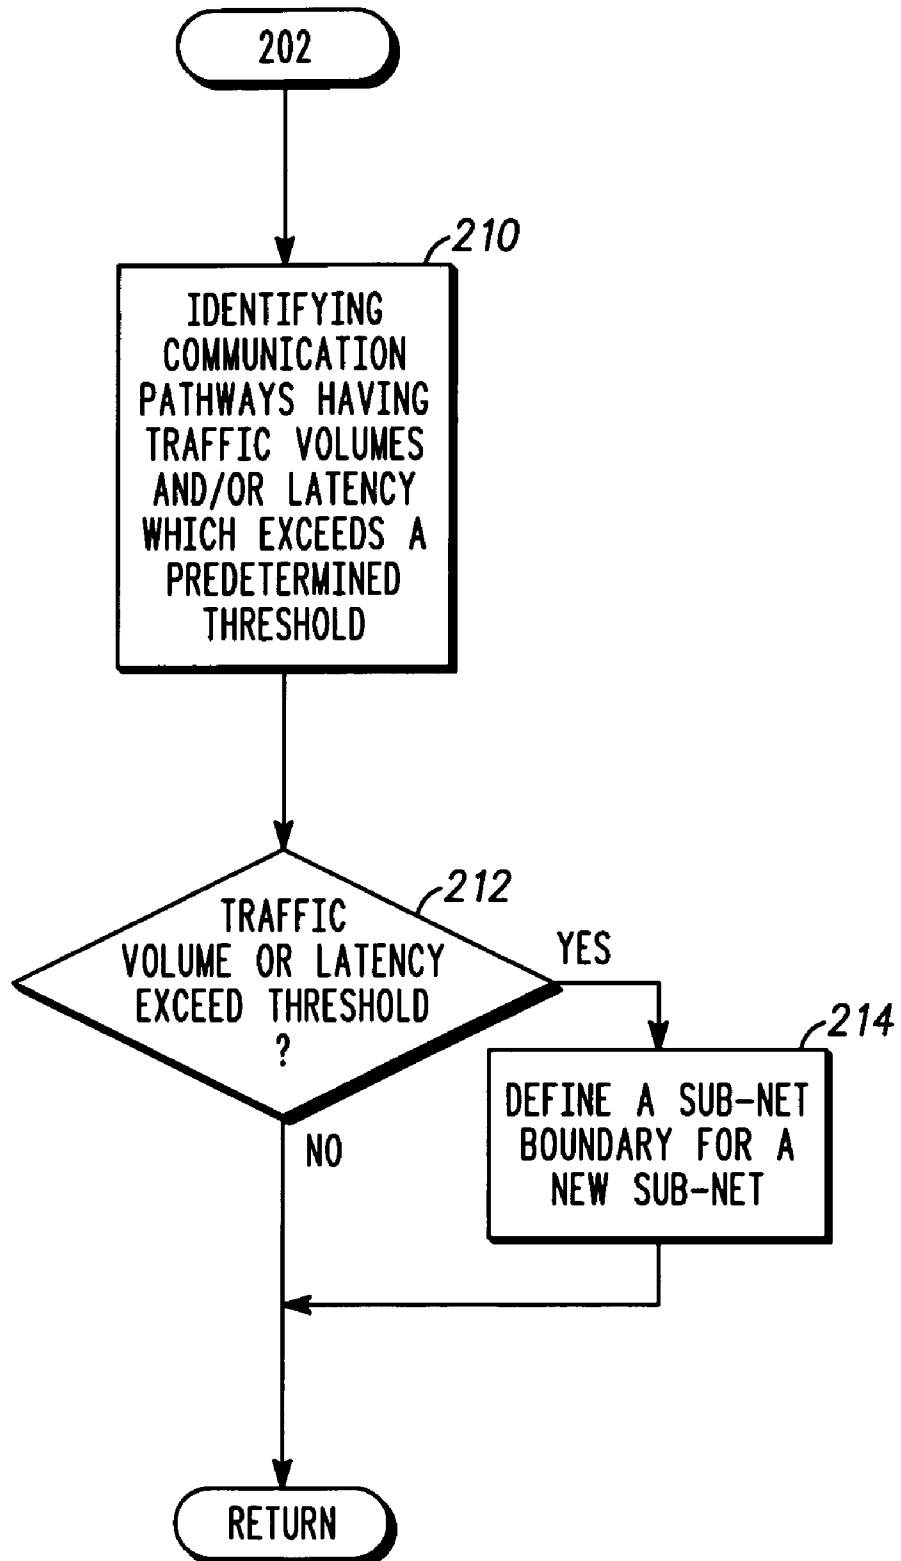 202
210
IDENTIFYING
COMMUNICATION
PATHWAYS HAVING
TRAFFIC VOLUMES
AND/OR LATENCY
WHICH EXCEEDS A
PREDETERMINED
THRESHOLD
212
TRAFFIC
VOLUME OR LATENCY
EXCEED THRESHOLD
?
YES
NO
214
DEFINE A SUB-NET
BOUNDARY FOR A
NEW SUB-NET
RETURN